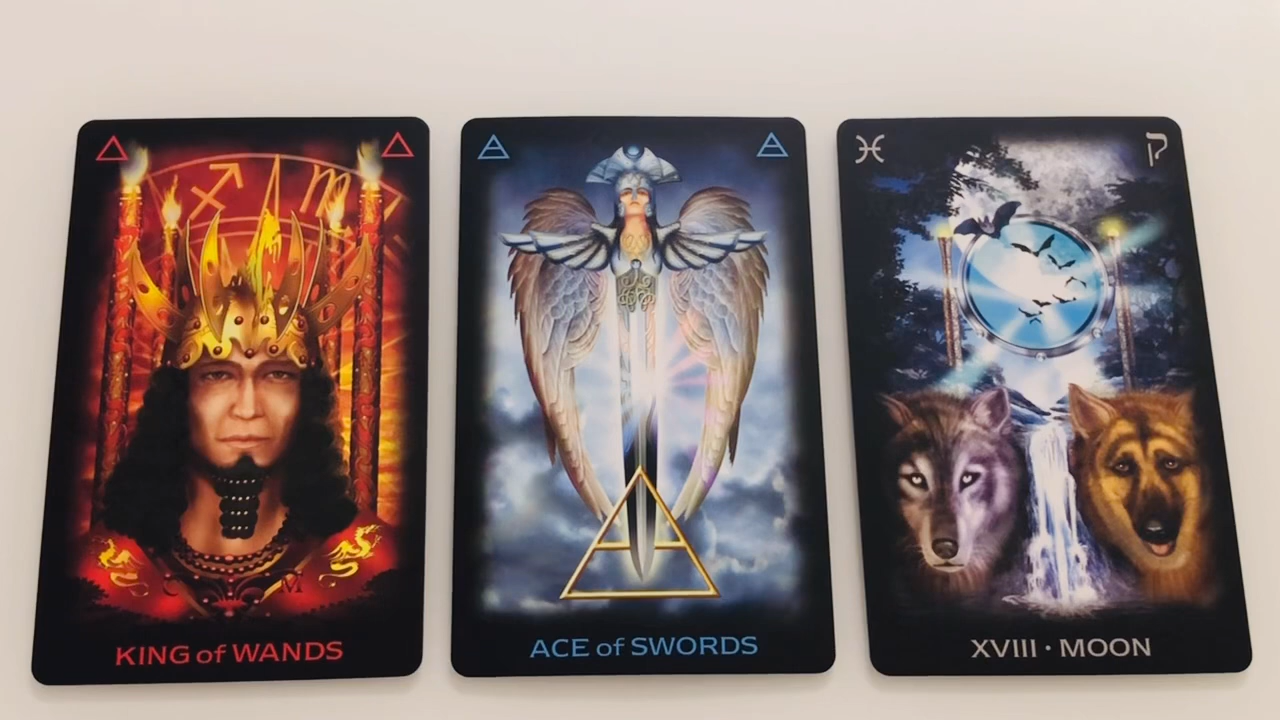 KING of WANDS
C M
ACE of SWORDS
ק
XVIII · MOON